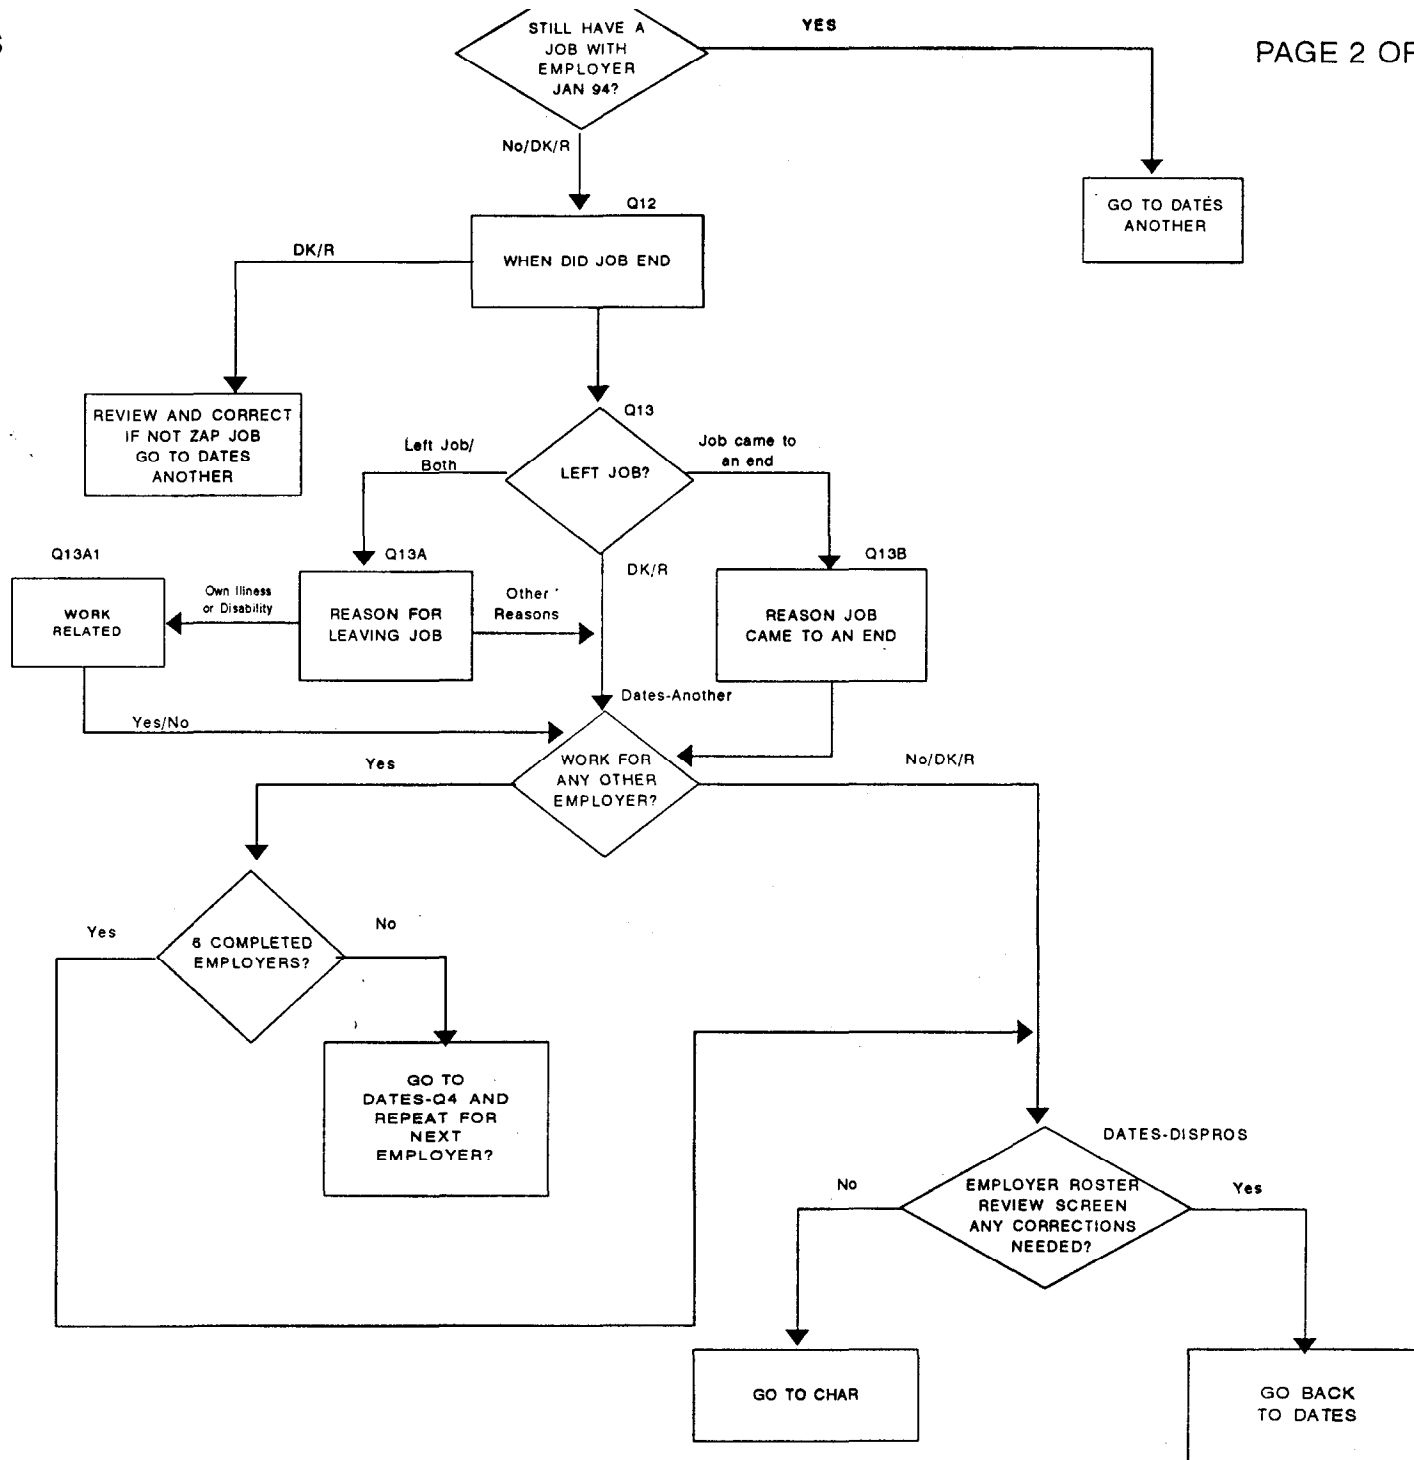 S
PAGE 2 OF
STILL HAVE A
JOB WITH
EMPLOYER
JAN 94?
YES
No/DK/R
GO TO DATES
ANOTHER
Q12
WHEN DID JOB END
DK/R
REVIEW AND CORRECT
IF NOT ZAP JOB
GO TO DATES
ANOTHER
Q13
LEFT JOB?
Left Job/
Both
Job came to
an end
Q13A1
WORK
RELATED
Own Illness
or Disability
Q13A
REASON FOR
LEAVING JOB
Other
Reasons
DK/R
Q13B
REASON JOB
CAME TO AN END
Yes/No
Dates-Another
WORK FOR
ANY OTHER
EMPLOYER?
Yes
No/DK/R
6 COMPLETED
EMPLOYERS?
Yes
No
GO TO
DATES-Q4 AND
REPEAT FOR
NEXT
EMPLOYER?
DATES-DISPROS
EMPLOYER ROSTER
REVIEW SCREEN
ANY CORRECTIONS
NEEDED?
No
Yes
GO TO CHAR
GO BACK
TO DATES